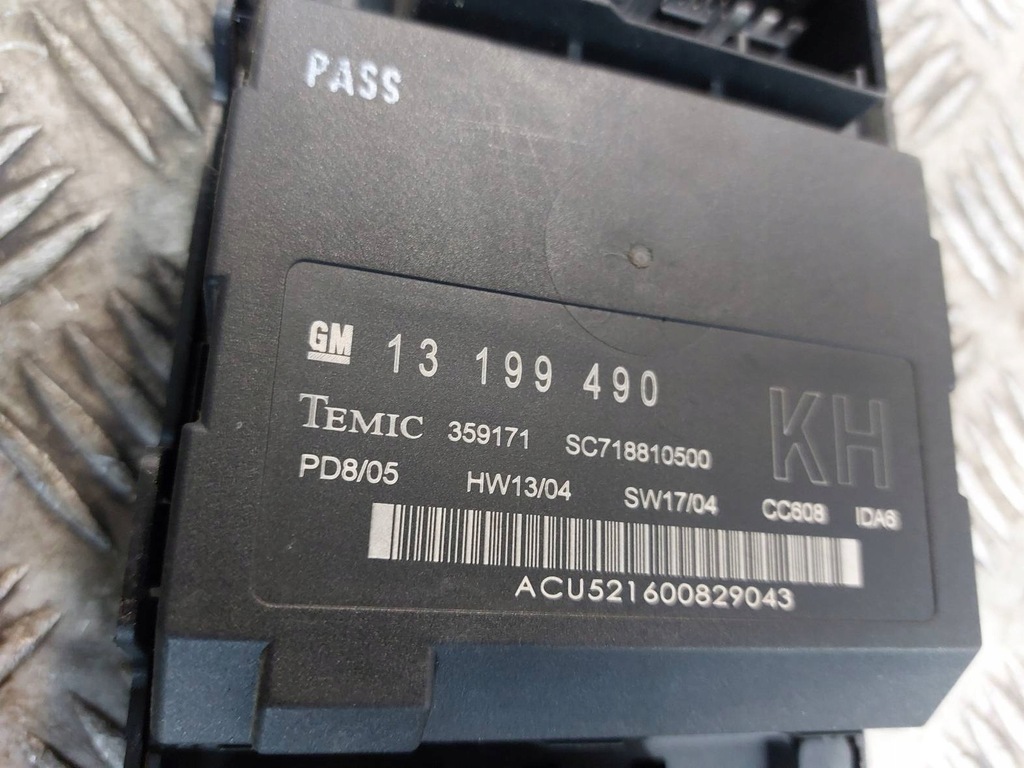 PASS
GM 13 199 490
TEMIC 359171 SC718810500 KH
PD8/05 HW13/04 SW17/04 CC608 IDA6
ACU521600829043